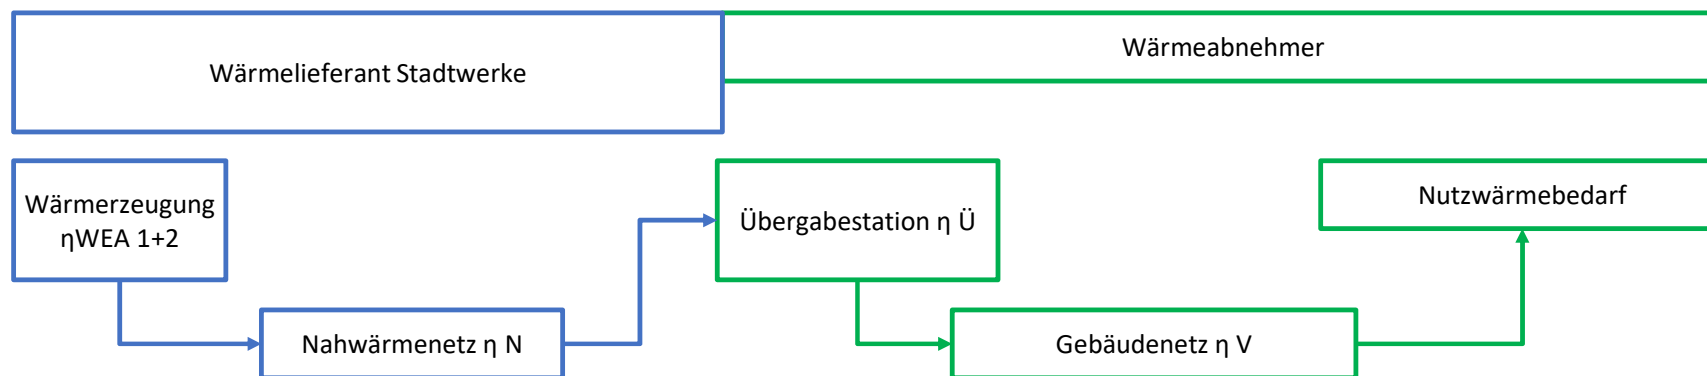 Wärmelieferant Stadtwerke
Wärmeabnehmer
Wärmerzeugung
ηWEA 1+2
Nahwärmenetz η N
Übergabestation η Ü
Gebäudenetz η V
Nutzwärmebedarf